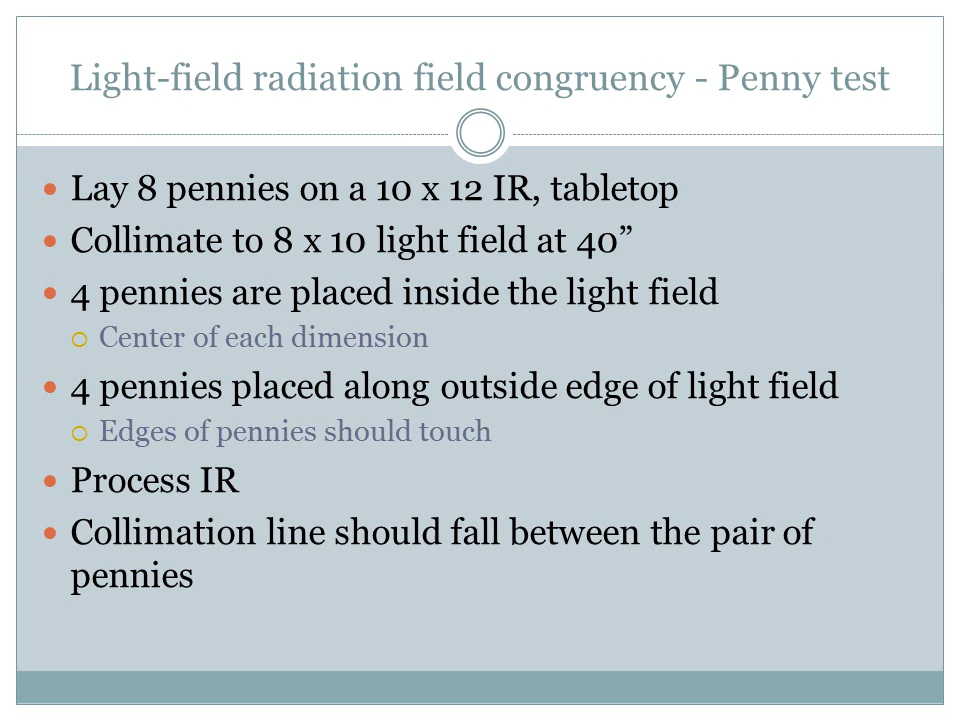 Light-field radiation field congruency - Penny test
Lay 8 pennies on a 10 x 12 IR, tabletop
Collimate to 8 x 10 light field at 40”
4 pennies are placed inside the light field
Center of each dimension
4 pennies placed along outside edge of light field
Edges of pennies should touch
Process IR
Collimation line should fall between the pair of
pennies